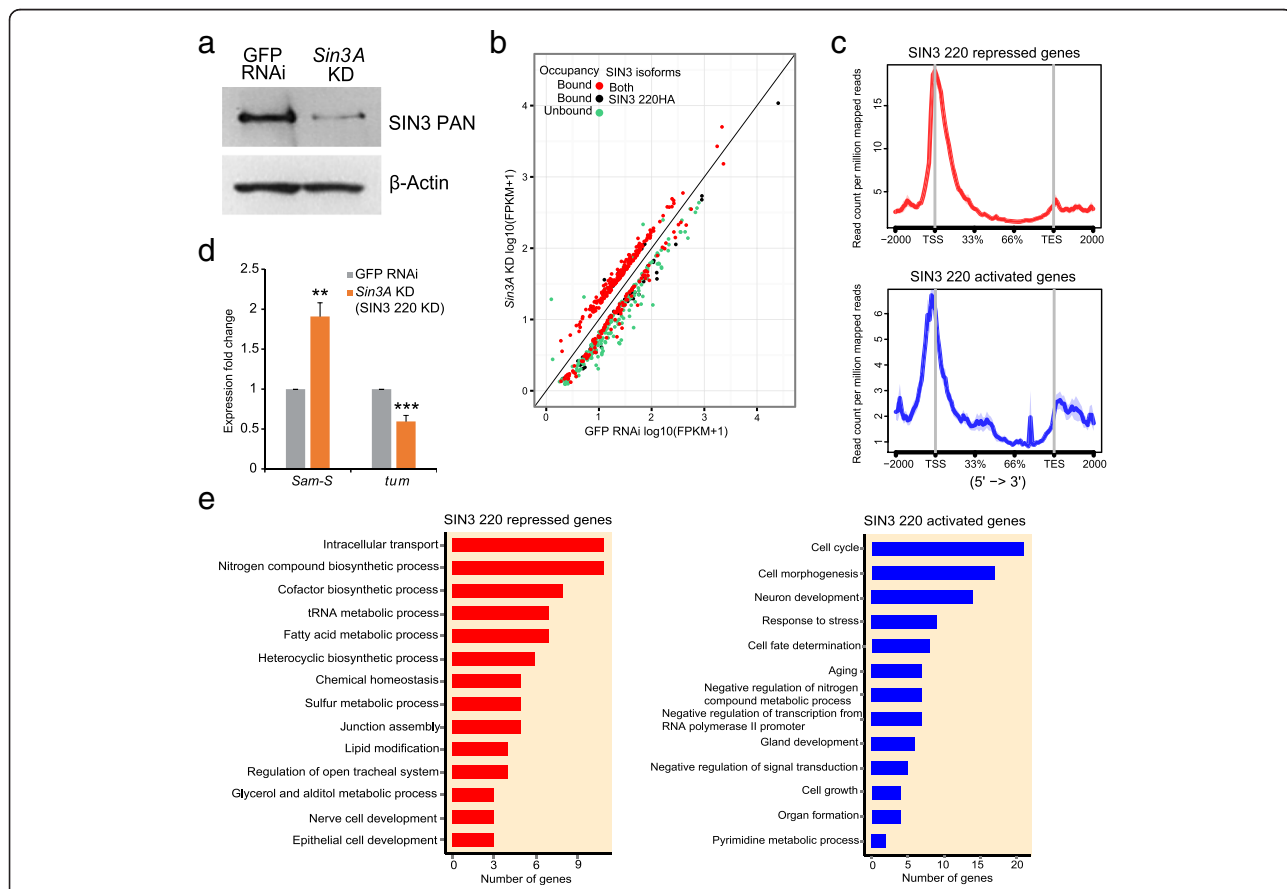 a
GFP
RNAi
Sin3A
KD
SIN3 PAN
β-Actin
b
Occupancy SIN3 isoforms
Bound Both
Bound SIN3 220HA
Unbound
Sin3A KD log10(FPKM+1)
4
3
2
1
0
0 1 2 3 4
GFP RNAi log10(FPKM+1)
c
SIN3 220 repressed genes
Read count per million mapped reads
15
10
5
−2000 TSS 33% 66% TES 2000
SIN3 220 activated genes
Read count per million mapped reads
6
5
4
3
2
1
−2000 TSS 33% 66% TES 2000
(5' −> 3')
d
GFP RNAi
Sin3A KD
(SIN3 220 KD)
Expression fold change
2.5
2
1.5
1
0.5
0
**
***
Sam-S tum
e
SIN3 220 repressed genes
Intracellular transport
Nitrogen compound biosynthetic process
Cofactor biosynthetic process
tRNA metabolic process
Fatty acid metabolic process
Heterocyclic biosynthetic process
Chemical homeostasis
Sulfur metabolic process
Junction assembly
Lipid modification
Regulation of open tracheal system
Glycerol and alditol metabolic process
Nerve cell development
Epithelial cell development
0 3 6 9
Number of genes
SIN3 220 activated genes
Cell cycle
Cell morphogenesis
Neuron development
Response to stress
Cell fate determination
Aging
Negative regulation of nitrogen
compound metabolic process
Negative regulation of transcription from
RNA polymerase II promoter
Gland development
Negative regulation of signal transduction
Cell growth
Organ formation
Pyrimidine metabolic process
0 5 10 15 20
Number of genes